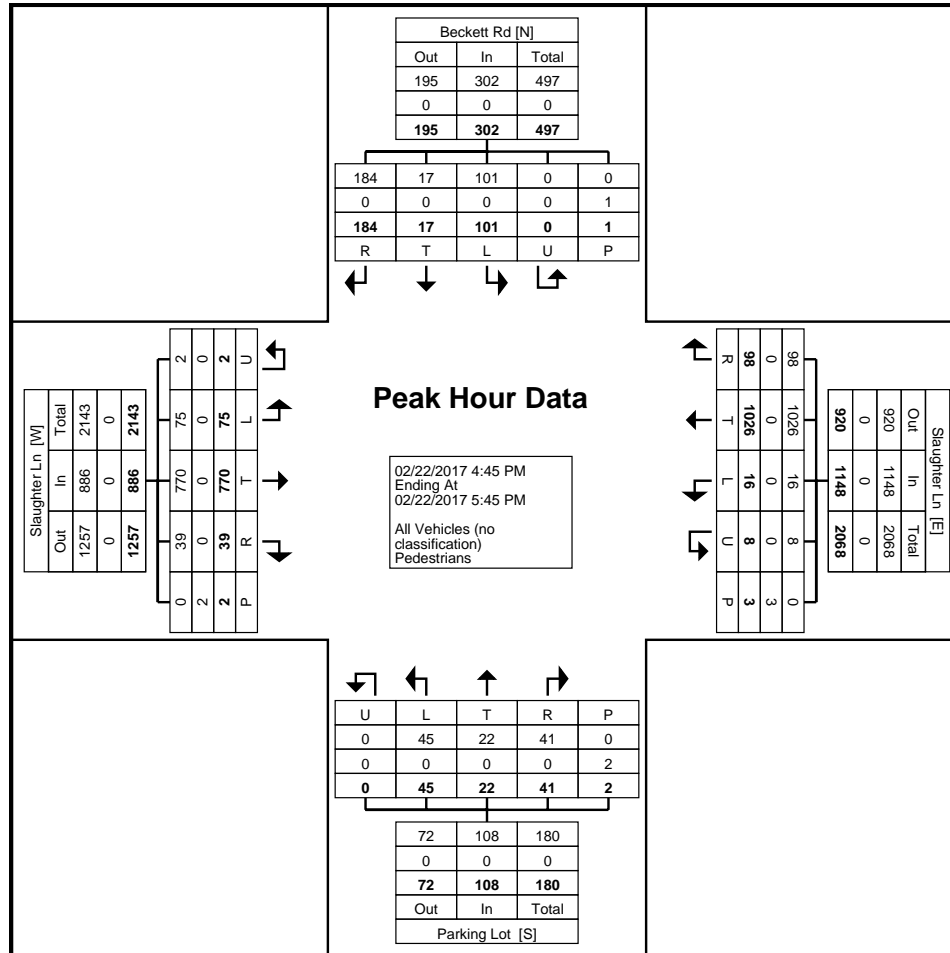 Beckett Rd [N]
Out In Total
195 302 497
0 0 0
195 302 497
184 17 101 0 0
0 0 0 0 1
184 17 101 0 1
R T L U P
Slaughter Ln [W]
Total In Out
2143 886 1257
0 0 0
2143 886 1257
2 75 770 39 0
0 0 0 0 2
2 75 770 39 2
U L T R P
Peak Hour Data
02/22/2017 4:45 PM
Ending At
02/22/2017 5:45 PM
All Vehicles (no
classification)
Pedestrians
R T L U P
98 1026 16 8 3
0 0 0 0 3
98 1026 16 8 0
920 1148 2068
0 0 0
920 1148 2068
Out In Total
Slaughter Ln [E]
U L T R P
0 45 22 41 0
0 0 0 0 2
0 45 22 41 2
72 108 180
0 0 0
72 108 180
Out In Total
Parking Lot [S]